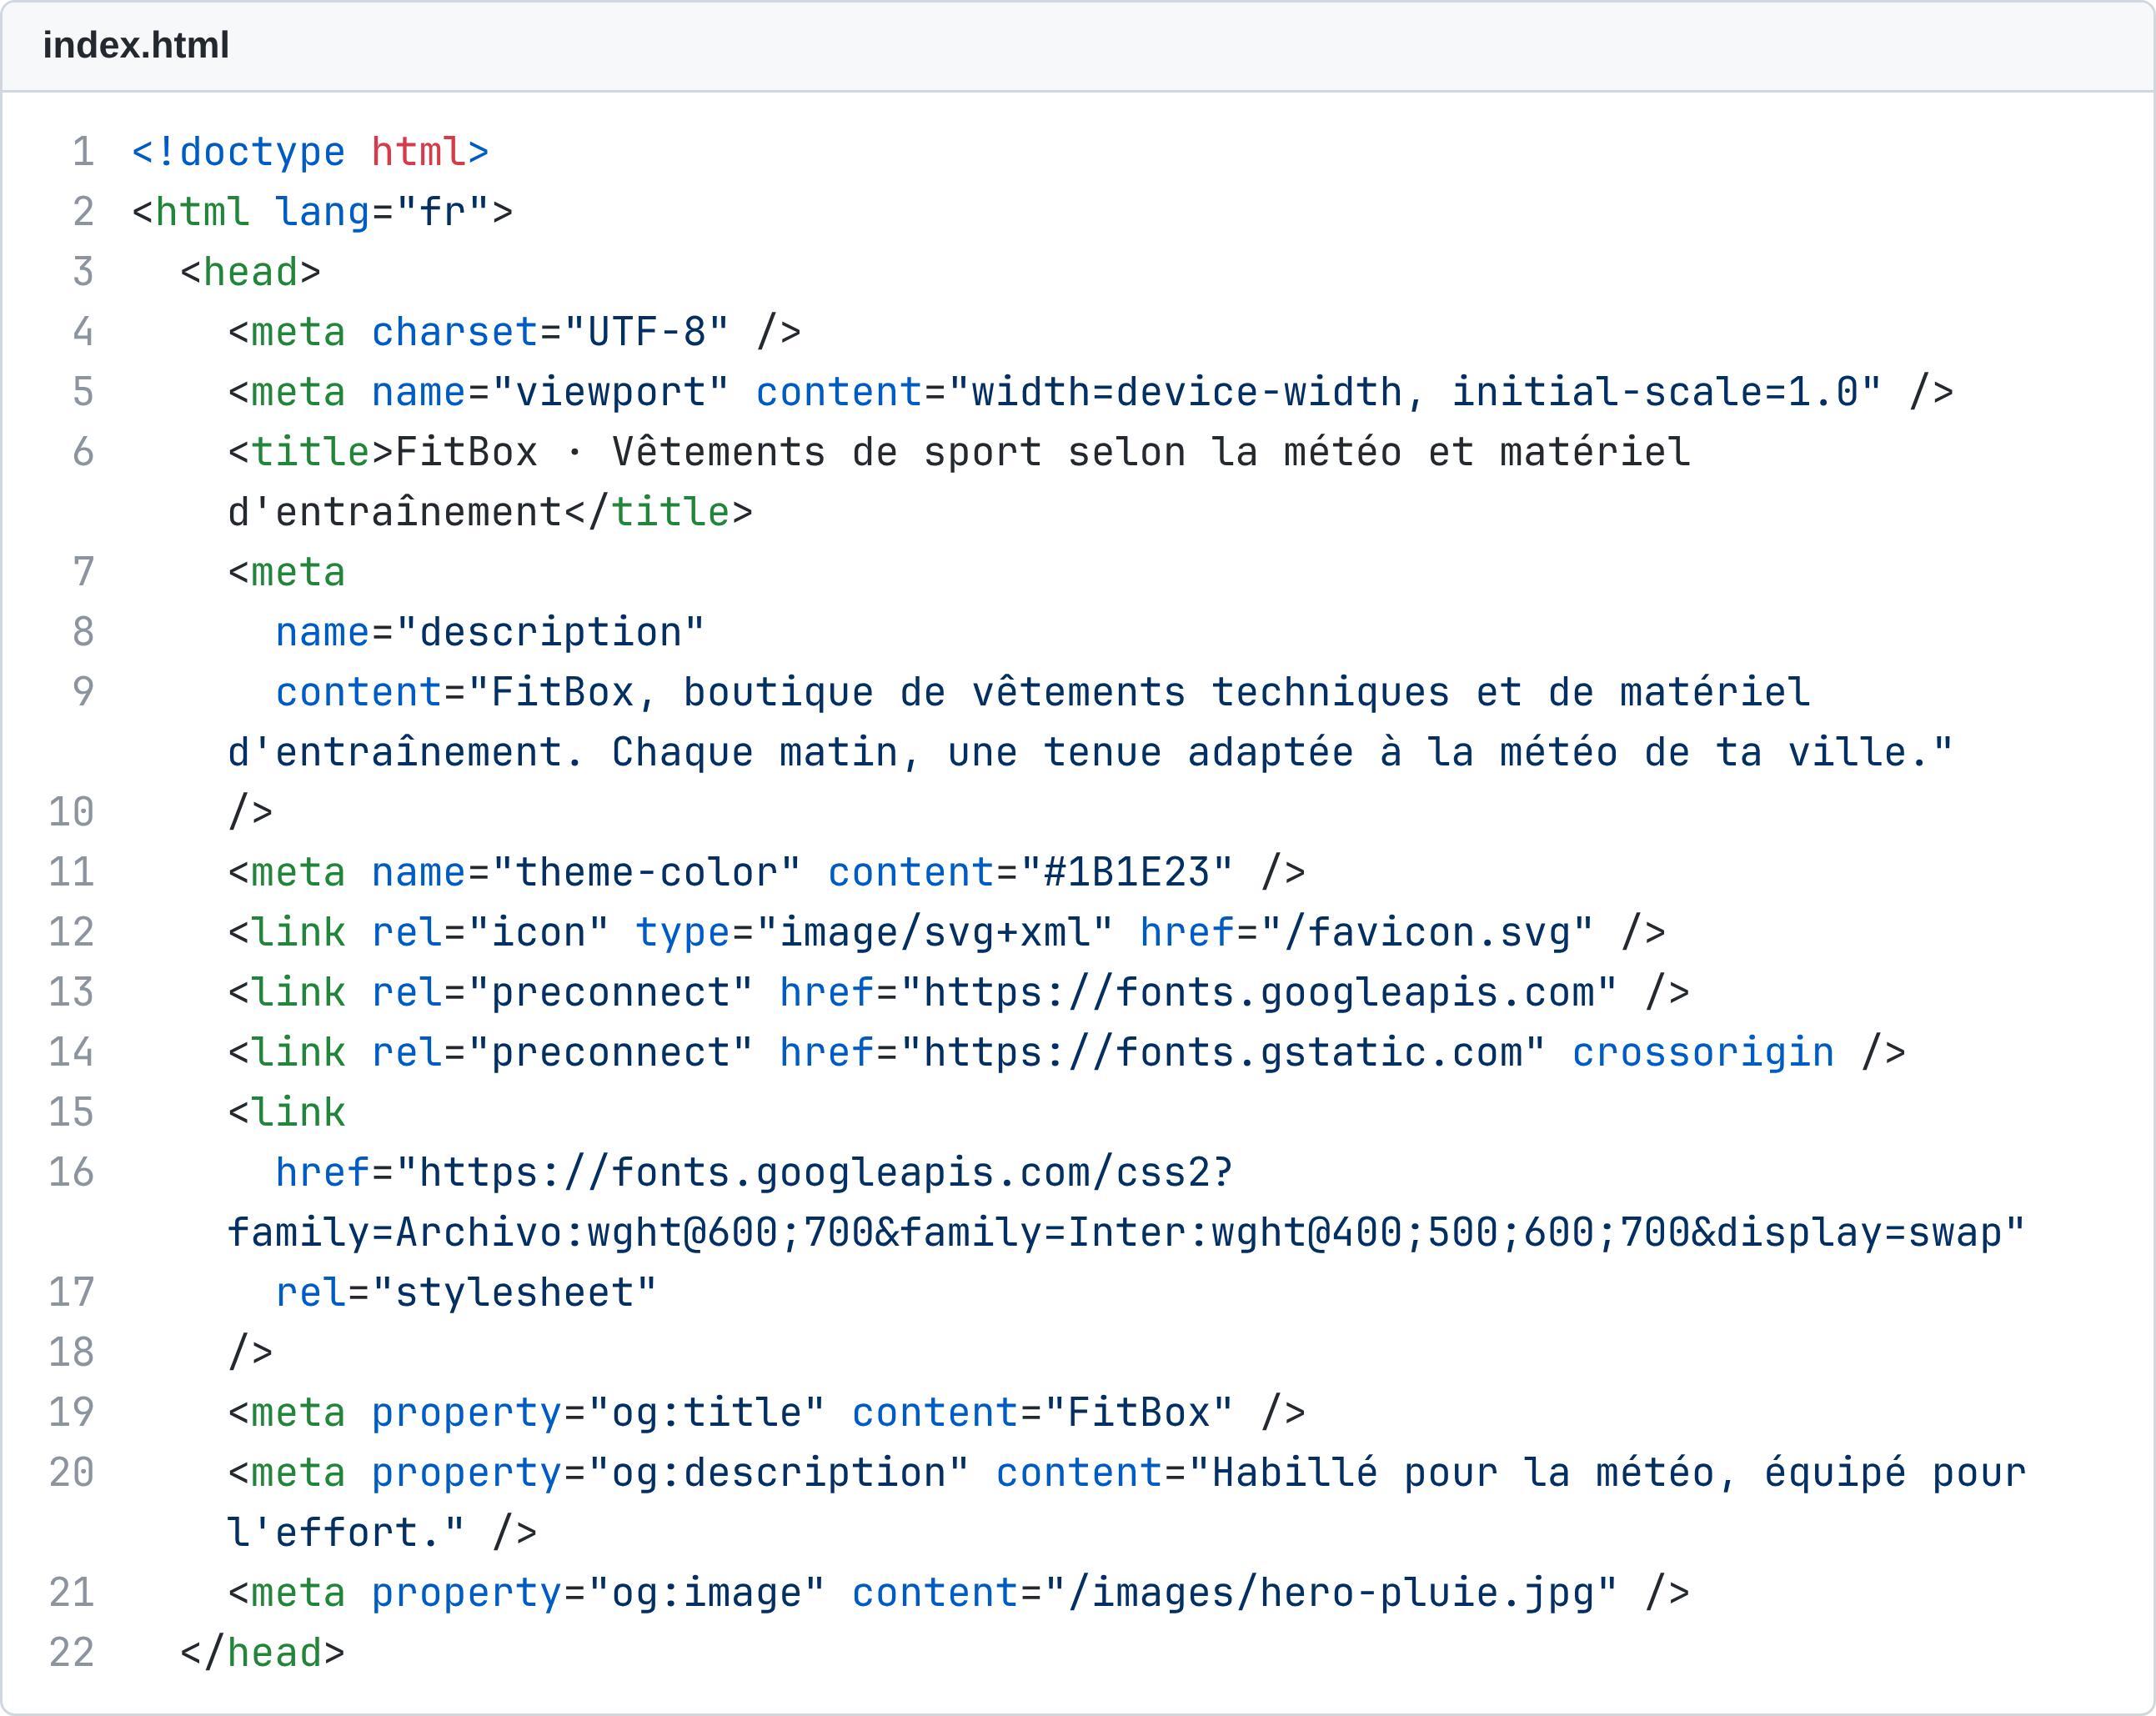 index.html
1 <!doctype html>
2 <html lang="fr">
3   <head>
4     <meta charset="UTF-8" />
5     <meta name="viewport" content="width=device-width, initial-scale=1.0" />
6     <title>FitBox · Vêtements de sport selon la météo et matériel
d'entraînement</title>
7     <meta
8       name="description"
9       content="FitBox, boutique de vêtements techniques et de matériel
d'entraînement. Chaque matin, une tenue adaptée à la météo de ta ville."
10     />
11     <meta name="theme-color" content="#1B1E23" />
12     <link rel="icon" type="image/svg+xml" href="/favicon.svg" />
13     <link rel="preconnect" href="https://fonts.googleapis.com" />
14     <link rel="preconnect" href="https://fonts.gstatic.com" crossorigin />
15     <link
16       href="https://fonts.googleapis.com/css2?
family=Archivo:wght@600;700&family=Inter:wght@400;500;600;700&display=swap"
17       rel="stylesheet"
18     />
19     <meta property="og:title" content="FitBox" />
20     <meta property="og:description" content="Habillé pour la météo, équipé pour
l'effort." />
21     <meta property="og:image" content="/images/hero-pluie.jpg" />
22   </head>